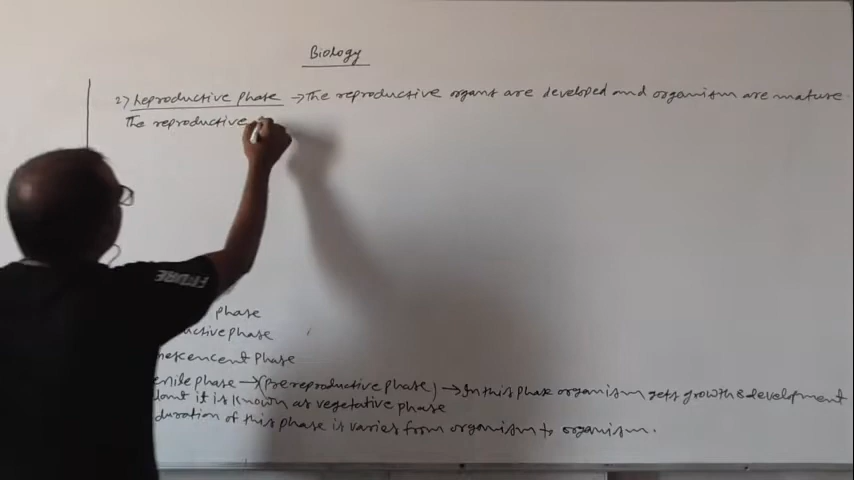 Biology
2) Reproductive phase → The reproductive organs are developed and organism are mature.
The reproductive
phase
uctive phase
nescencent phase
enile phase → (pre reproductive phase) → In this phase organism gets growth & development
it is known as vegetative phase
duration of this phase is varies from organism to organism.